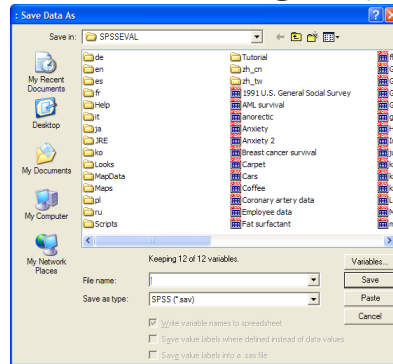 : Save Data As
Save in: SPSSEVAL
My Recent Documents
Desktop
My Documents
My Computer
My Network Places
de
en
es
fr
Help
it
ja
JRE
ko
Looks
MapData
Maps
pl
ru
Scripts
Tutorial
zh_cn
zh_tw
1991 U.S. General Social Survey
AML survival
anorectic
Anxiety
Anxiety 2
Breast cancer survival
Carpet
Cars
Coffee
Coronary artery data
Employee data
Fat surfactant
Keeping 12 of 12 variables.
Variables...
File name:
Save
Save as type: SPSS (*.sav)
Paste
Cancel
Write variable names to spreadsheet
Save value labels where defined instead of data values
Save value labels into a .sas file